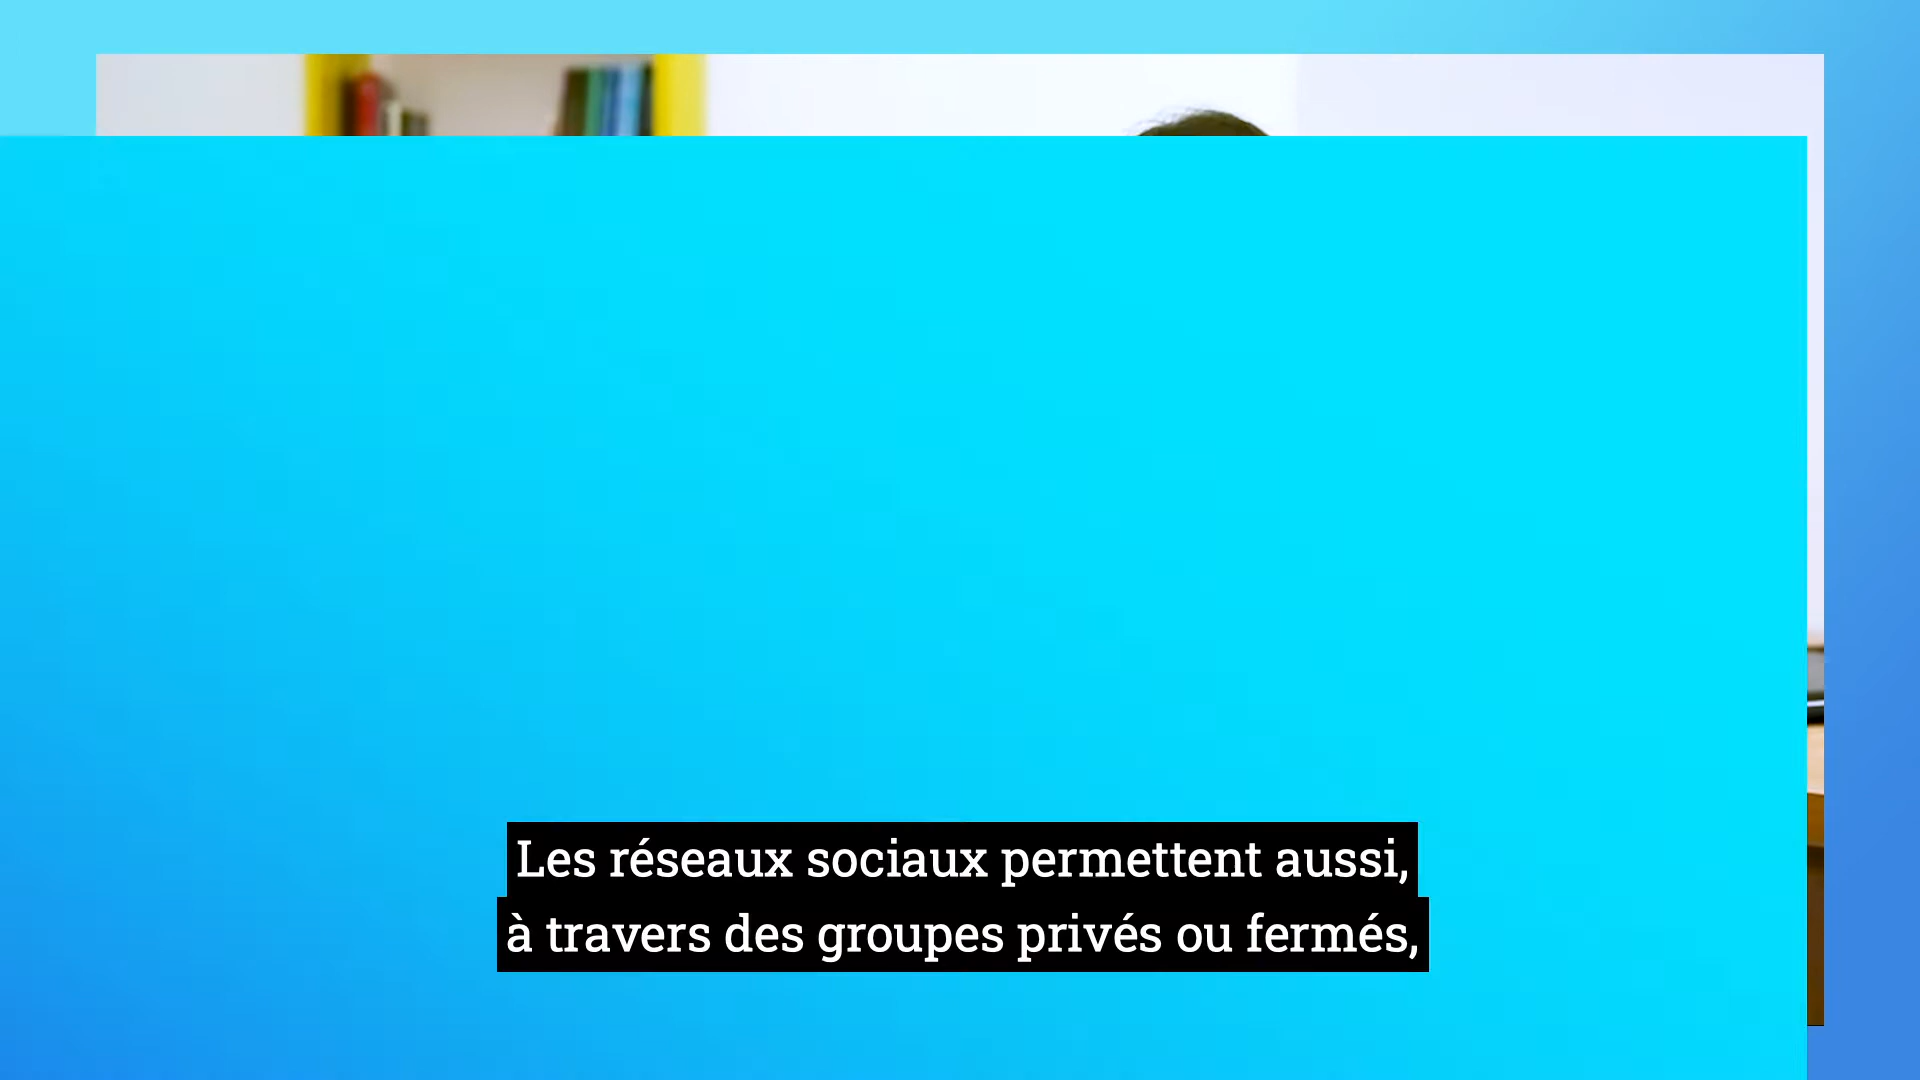 Les réseaux sociaux permettent aussi,
à travers des groupes privés ou fermés,